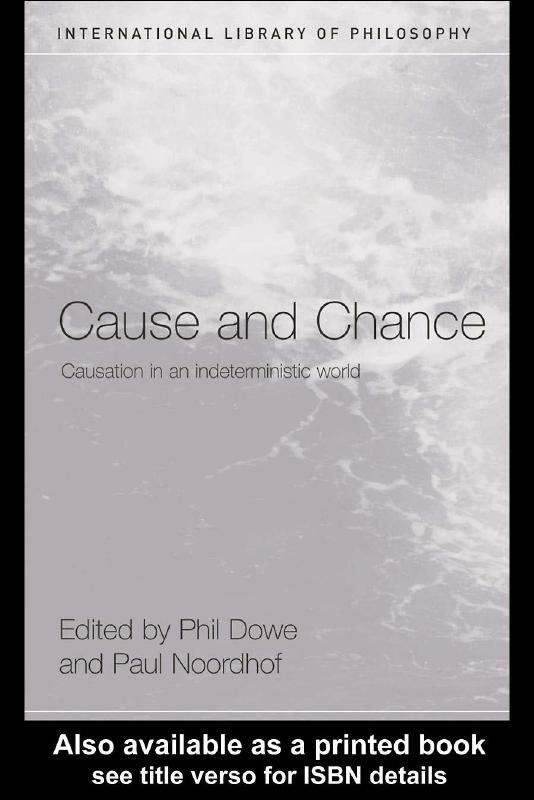 INTERNATIONAL LIBRARY OF PHILOSOPHY
Cause and Chance
Causation in an indeterministic world
Edited by Phil Dowe
and Paul Noordhof
Also available as a printed book
see title verso for ISBN details